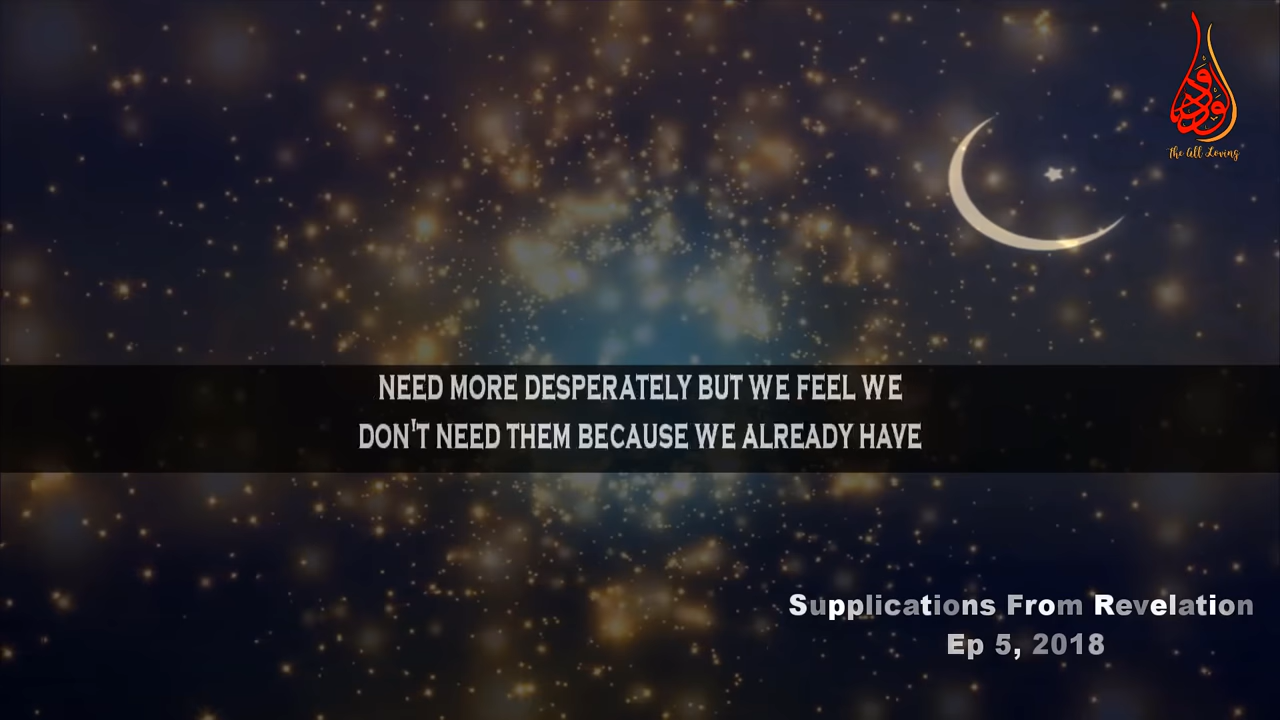 الودود
The All Loving
NEED MORE DESPERATELY BUT WE FEEL WE
DON'T NEED THEM BECAUSE WE ALREADY HAVE
Supplications From Revelation
Ep 5, 2018